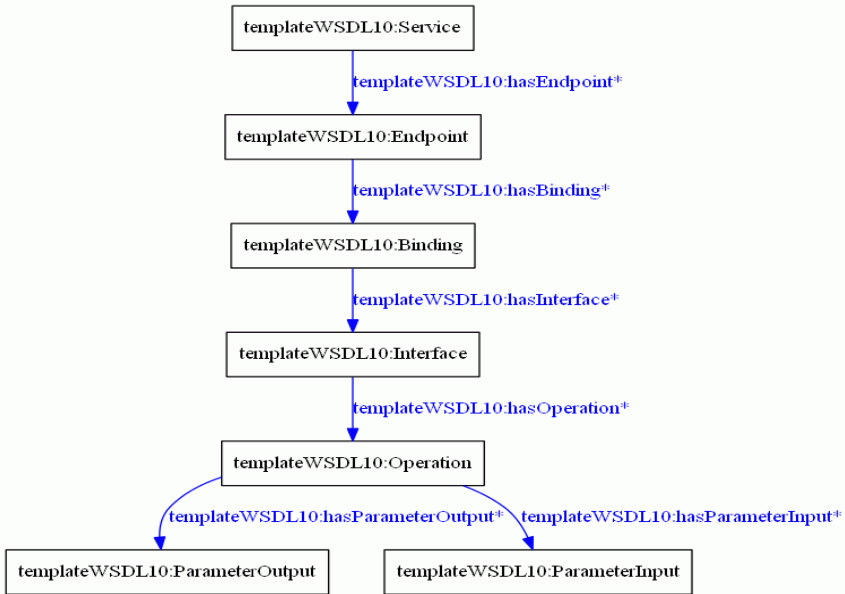 templateWSDL10:Service
templateWSDL10:hasEndpoint*
templateWSDL10:Endpoint
templateWSDL10:hasBinding*
templateWSDL10:Binding
templateWSDL10:hasInterface*
templateWSDL10:Interface
templateWSDL10:hasOperation*
templateWSDL10:Operation
templateWSDL10:hasParameterOutput*
templateWSDL10:hasParameterInput*
templateWSDL10:ParameterOutput
templateWSDL10:ParameterInput